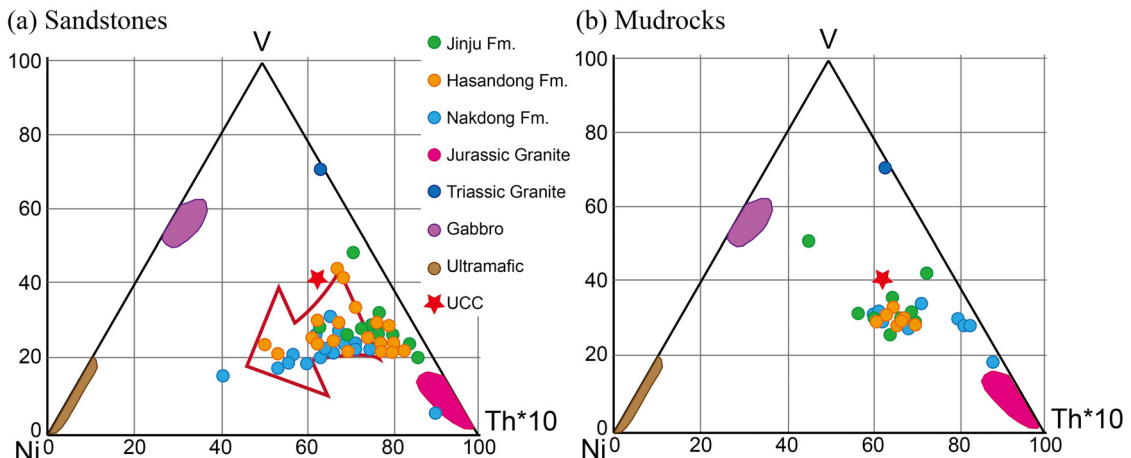 (a) Sandstones
V
100
80
60
40
20
0
Ni
0
20
40
60
80
100
Th*10
Jinju Fm.
Hasandong Fm.
Nakdong Fm.
Jurassic Granite
Triassic Granite
Gabbro
Ultramafic
UCC
(b) Mudrocks
V
100
80
60
40
20
0
Ni
0
20
40
60
80
100
Th*10